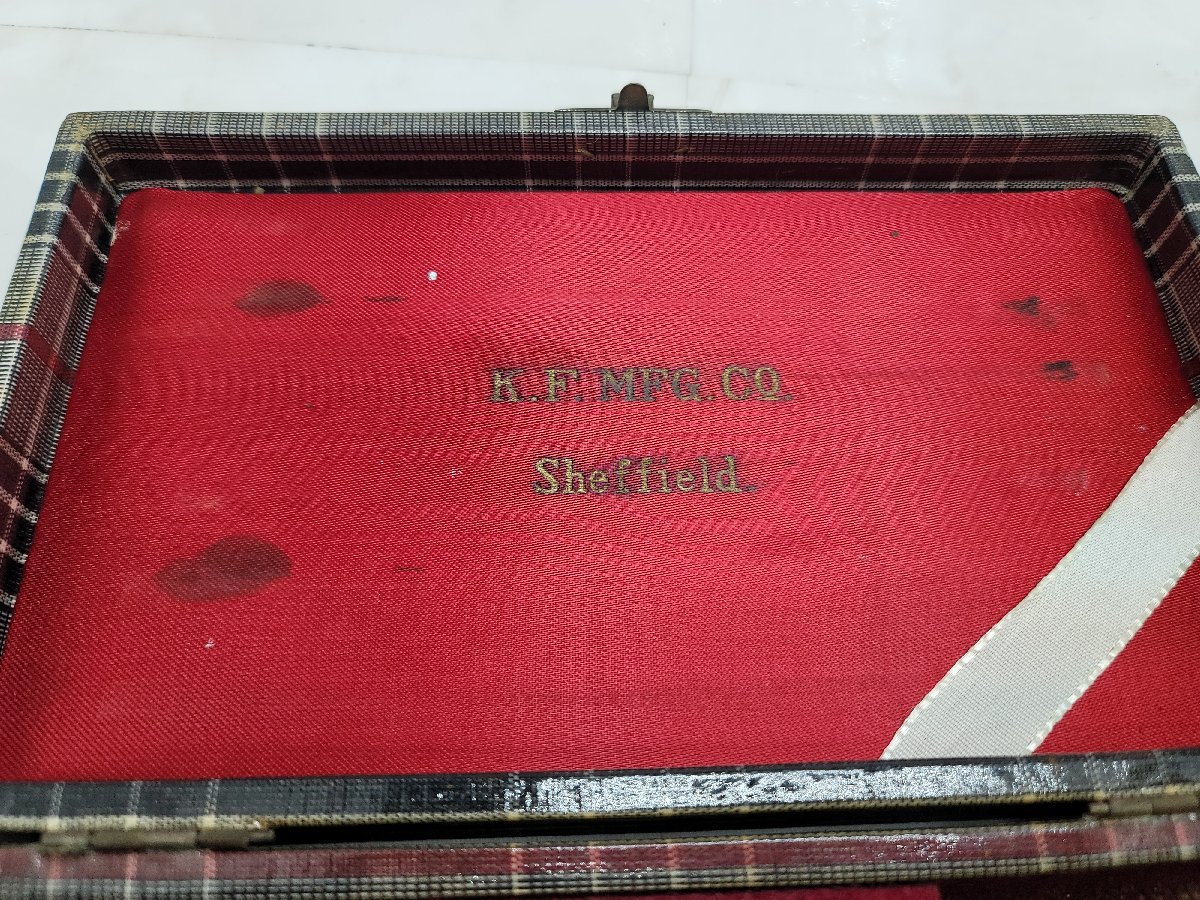 K.F. MFG. CO.
Sheffield.